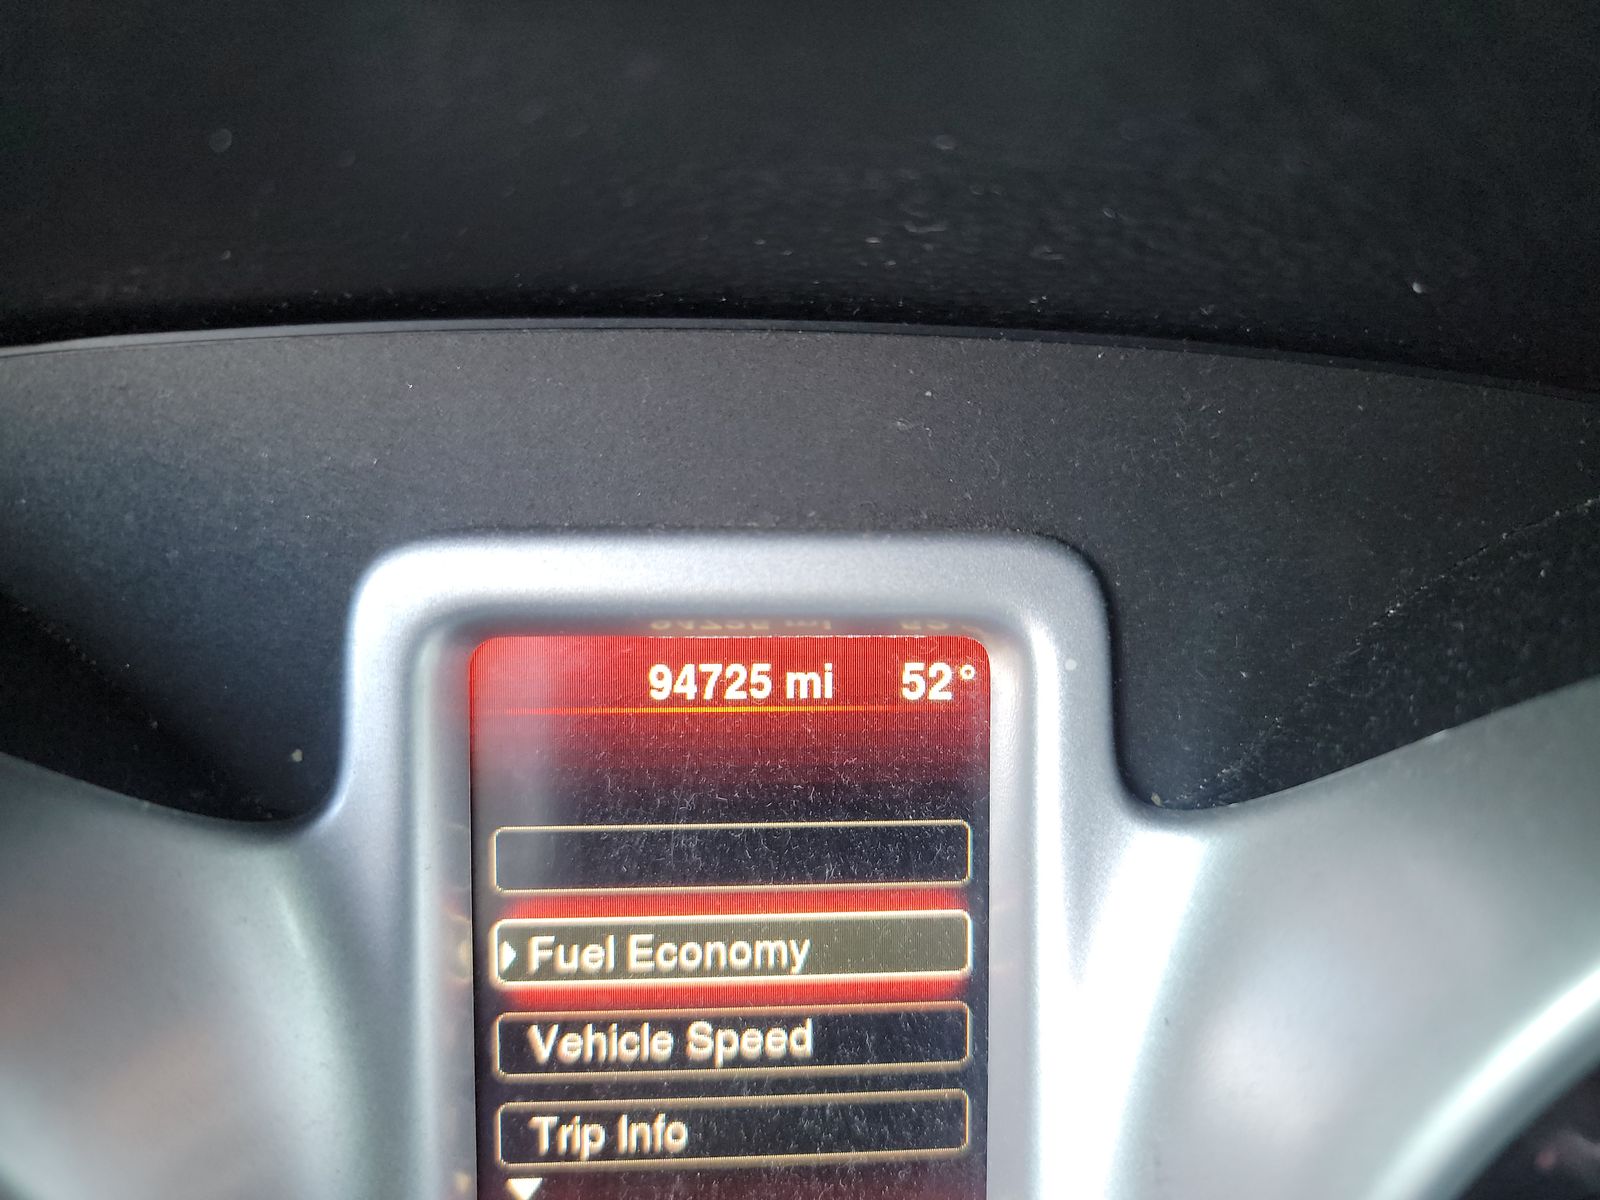 94725 mi 52°
Fuel Economy
Vehicle Speed
Trip Info